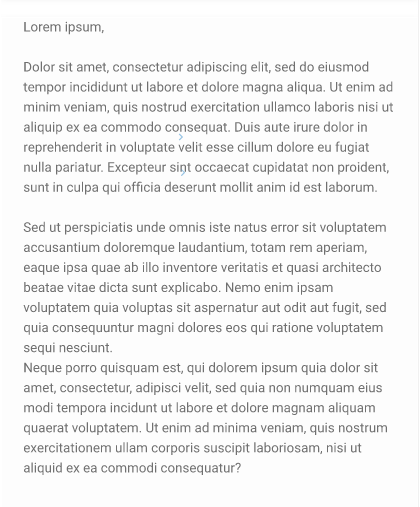 Lorem ipsum,
Dolor sit amet, consectetur adipiscing elit, sed do eiusmod
tempor incididunt ut labore et dolore magna aliqua. Ut enim ad
minim veniam, quis nostrud exercitation ullamco laboris nisi ut
aliquip ex ea commodo consequat. Duis aute irure dolor in
reprehenderit in voluptate velit esse cillum dolore eu fugiat
nulla pariatur. Excepteur sint occaecat cupidatat non proident,
sunt in culpa qui officia deserunt mollit anim id est laborum.
Sed ut perspiciatis unde omnis iste natus error sit voluptatem
accusantium doloremque laudantium, totam rem aperiam,
eaque ipsa quae ab illo inventore veritatis et quasi architecto
beatae vitae dicta sunt explicabo. Nemo enim ipsam
voluptatem quia voluptas sit aspernatur aut odit aut fugit, sed
quia consequuntur magni dolores eos qui ratione voluptatem
sequi nesciunt.
Neque porro quisquam est, qui dolorem ipsum quia dolor sit
amet, consectetur, adipisci velit, sed quia non numquam eius
modi tempora incidunt ut labore et dolore magnam aliquam
quaerat voluptatem. Ut enim ad minima veniam, quis nostrum
exercitationem ullam corporis suscipit laboriosam, nisi ut
aliquid ex ea commodi consequatur?